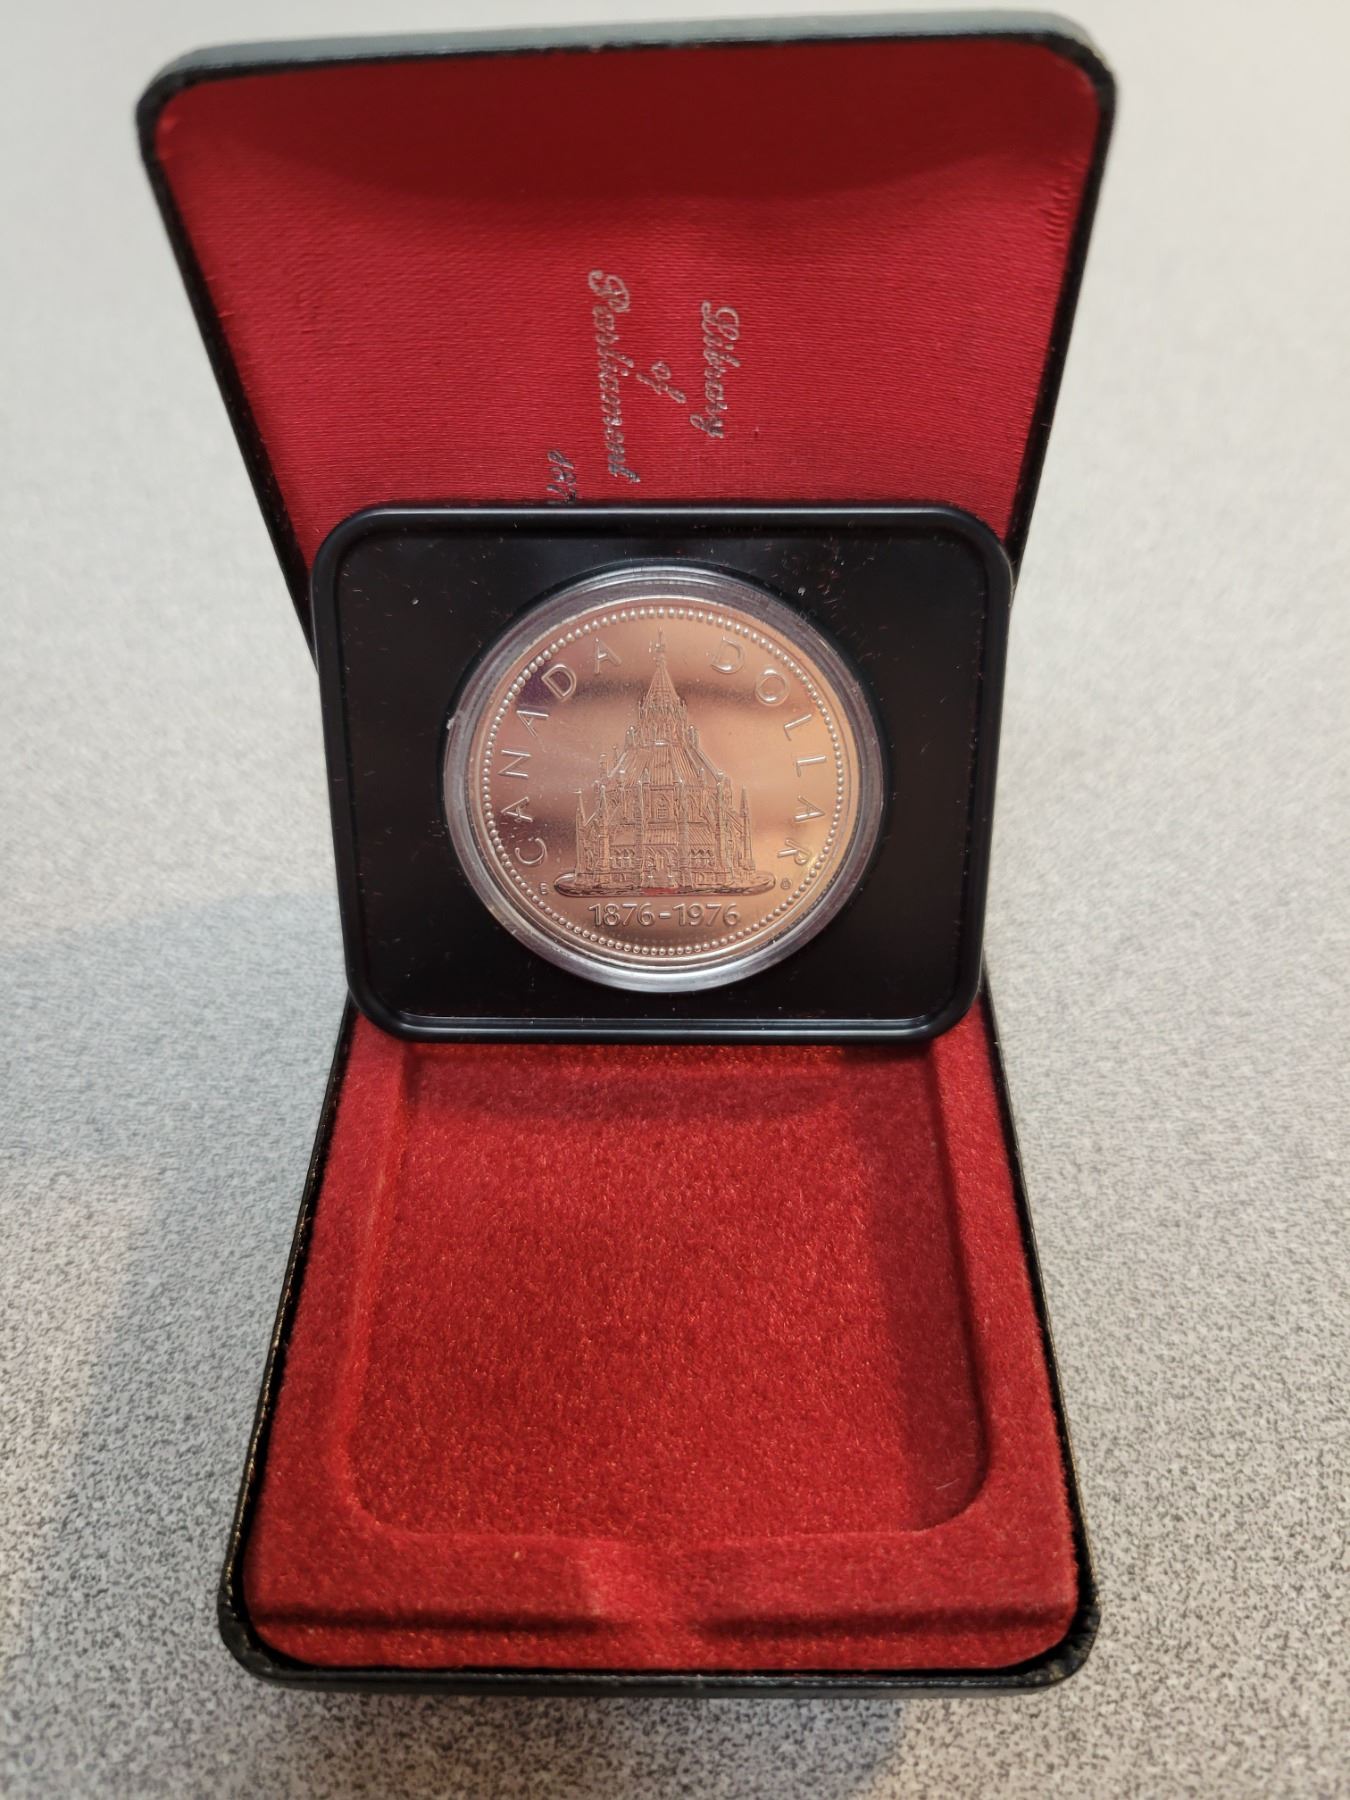 Library
of
Parliament
CANADA DOLLAR
1876-1976